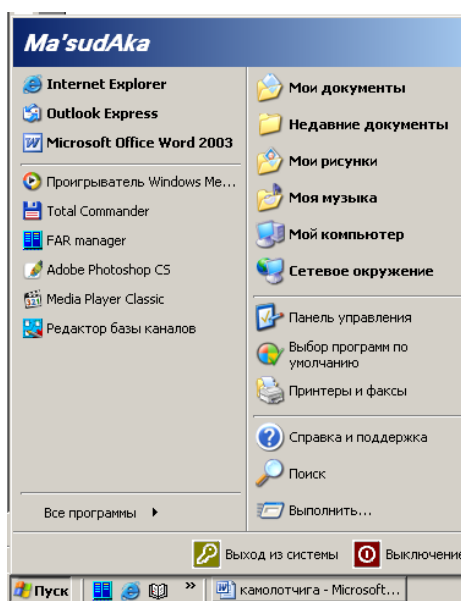 Ma'sudAka
Internet Explorer
Outlook Express
Microsoft Office Word 2003
Проигрыватель Windows Me...
Total Commander
FAR manager
Adobe Photoshop CS
Media Player Classic
Редактор базы каналов
Все программы
Мои документы
Недавние документы
Мои рисунки
Моя музыка
Мой компьютер
Сетевое окружение
Панель управления
Выбор программ по
умолчанию
Принтеры и факсы
Справка и поддержка
Поиск
Выполнить...
Выход из системы Выключение
Пуск » камолотчига - Microsoft...